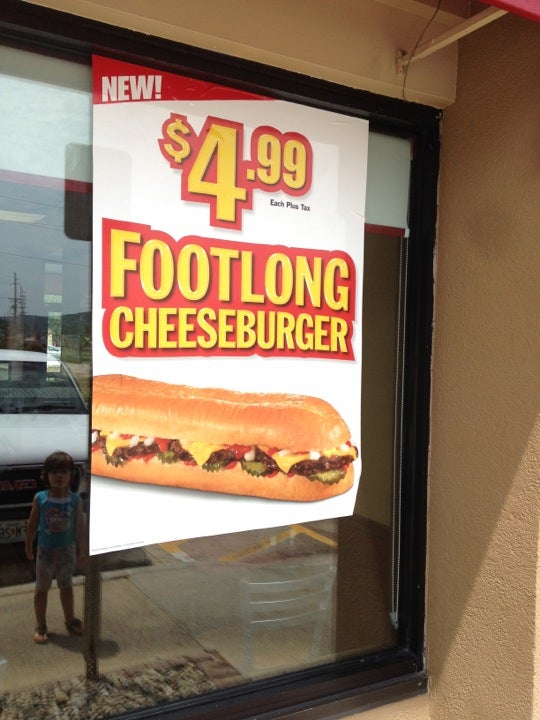 NEW!
$4.99
Each Plus Tax
FOOTLONG
CHEESEBURGER